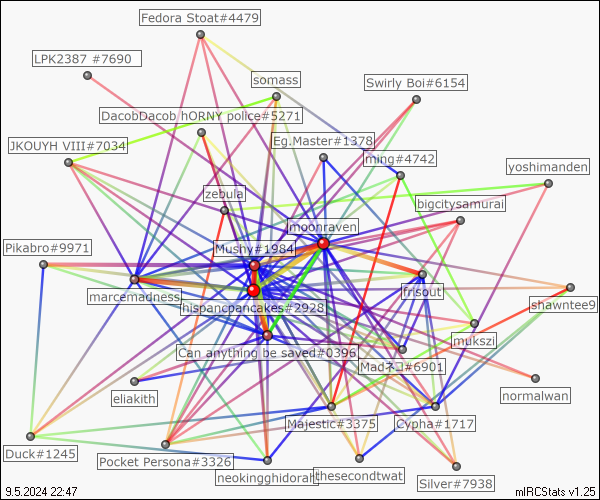 Fedora Stoat#4479
LPK2387 #7690
somass
Swirly Boi#6154
DacobDacob hORNY police#5271
Eg.Master#1378
JKOUYH VIII#7034
ming#4742
yoshimanden
zebula
bigcitysamurai
moonraven
Pikabro#9971
Mushy#1984
marcemadness
frisout
shawntee9
hispancpancakes#2928
mukszi
Can anything be saved#0396
Madネコ#6901
eliakith
normalwan
Majestic#3375
Cypha#1717
Duck#1245
Pocket Persona#3326
neokingghidorah
thesecondtwat
Silver#7938
9.5.2024 22:47
mIRCStats v1.25